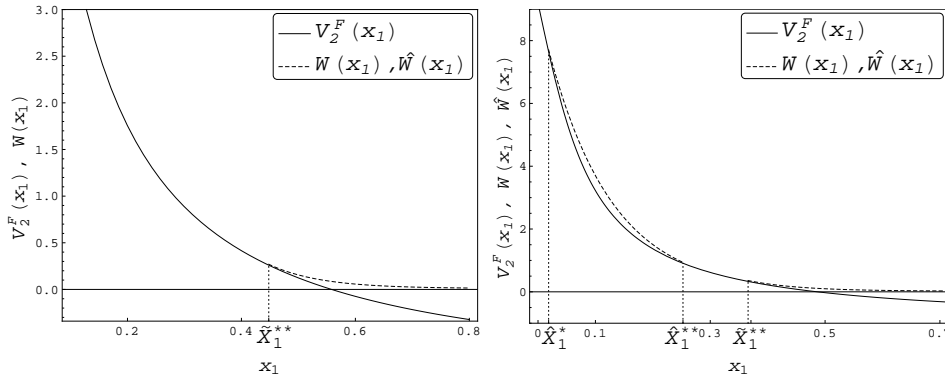 V_2^F(x_1), W(x_1)
3.0
2.5
2.0
1.5
1.0
0.5
0.0
V_2^F(x_1)
W(x_1), Ŵ(x_1)
0.2 0.4 0.6 0.8
X̃_1^{**}
x_1
V_2^F(x_1), W(x_1), Ŵ(x_1)
8
6
4
2
0
V_2^F(x_1)
W(x_1), Ŵ(x_1)
0 0.1 0.3 0.5 0.7
X̂_1^* X̂_1^{**} X̃_1^{**}
x_1